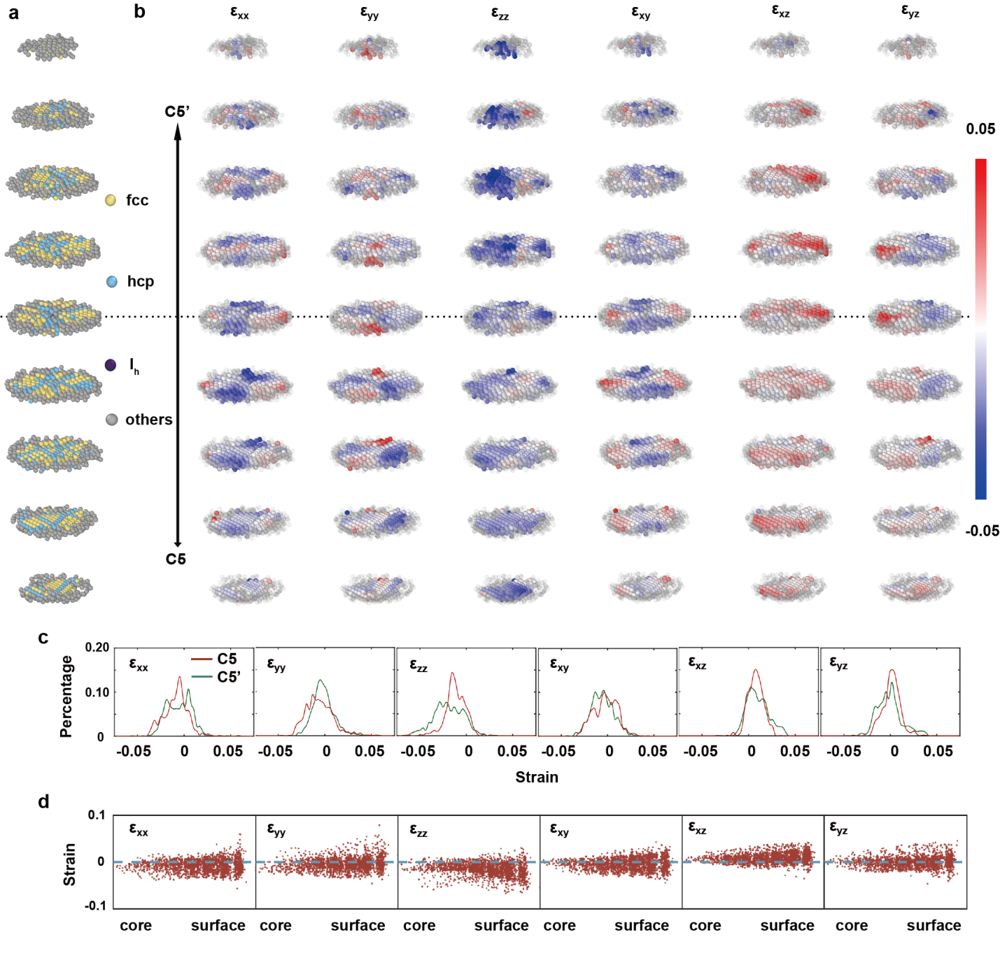 a
b
εxx
εyy
εzz
εxy
εxz
εyz
C5’
0.05
fcc
hcp
Ih
others
-0.05
C5
c
Percentage
0.20
0.10
0
εxx
C5
C5’
εyy
εzz
εxy
εxz
εyz
-0.05 0 0.05 -0.05 0 0.05 -0.05 0 0.05 -0.05 0 0.05 -0.05 0 0.05 -0.05 0 0.05
Strain
d
Strain
0.1
0
-0.1
εxx
εyy
εzz
εxy
εxz
εyz
core surface core surface core surface core surface core surface core surface